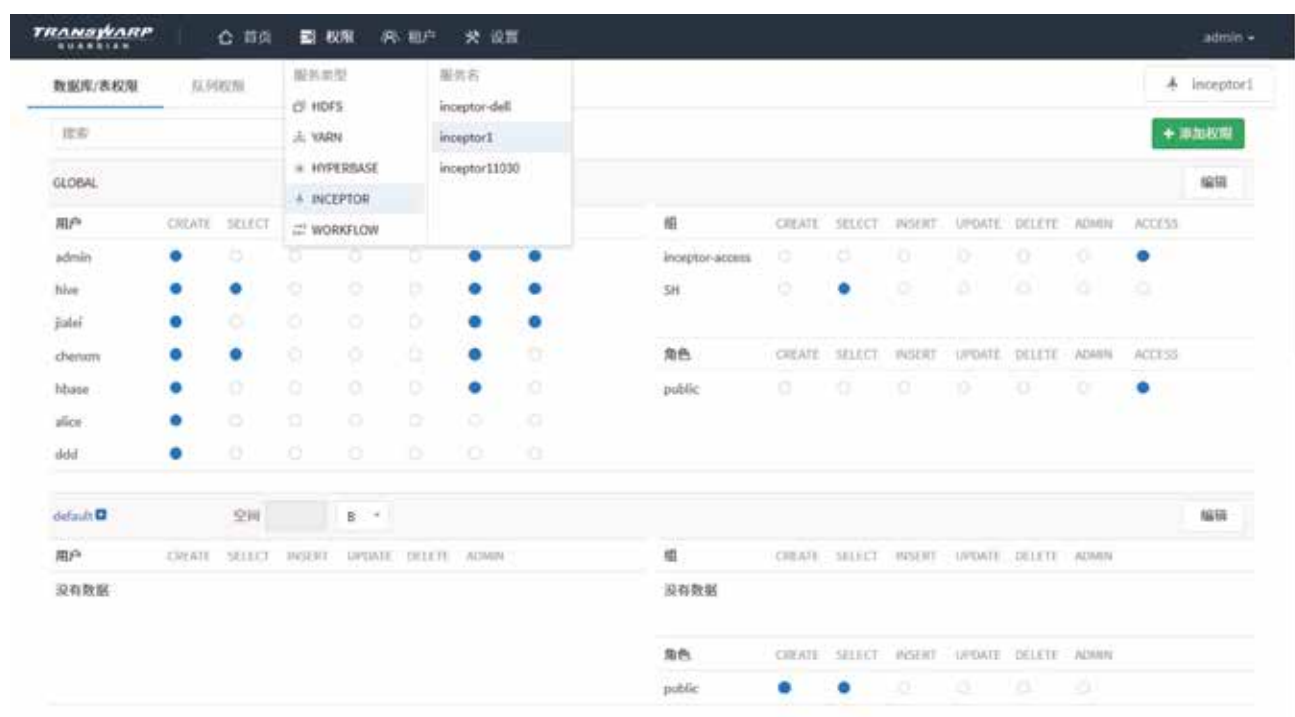 TRANSWARP
GUARDIAN
首页 权限 租户 设置 admin
数据库/表权限 队列权限 服务类型 服务名 inceptor1
HDFS inceptor-dell
搜索 YARN inceptor1 添加权限
HYPERBASE inceptor11030
GLOBAL 编辑
INCEPTOR
用户 CREATE SELECT 组 CREATE SELECT INSERT UPDATE DELETE ADMIN ACCESS
WORKFLOW
admin inceptor-access
hive SH
jialei
chenxm 角色 CREATE SELECT INSERT UPDATE DELETE ADMIN ACCESS
hbase public
alice
ddd
default 空间 B 编辑
用户 CREATE SELECT INSERT UPDATE DELETE ADMIN 组 CREATE SELECT INSERT UPDATE DELETE ADMIN
没有数据 没有数据
角色 CREATE SELECT INSERT UPDATE DELETE ADMIN
public